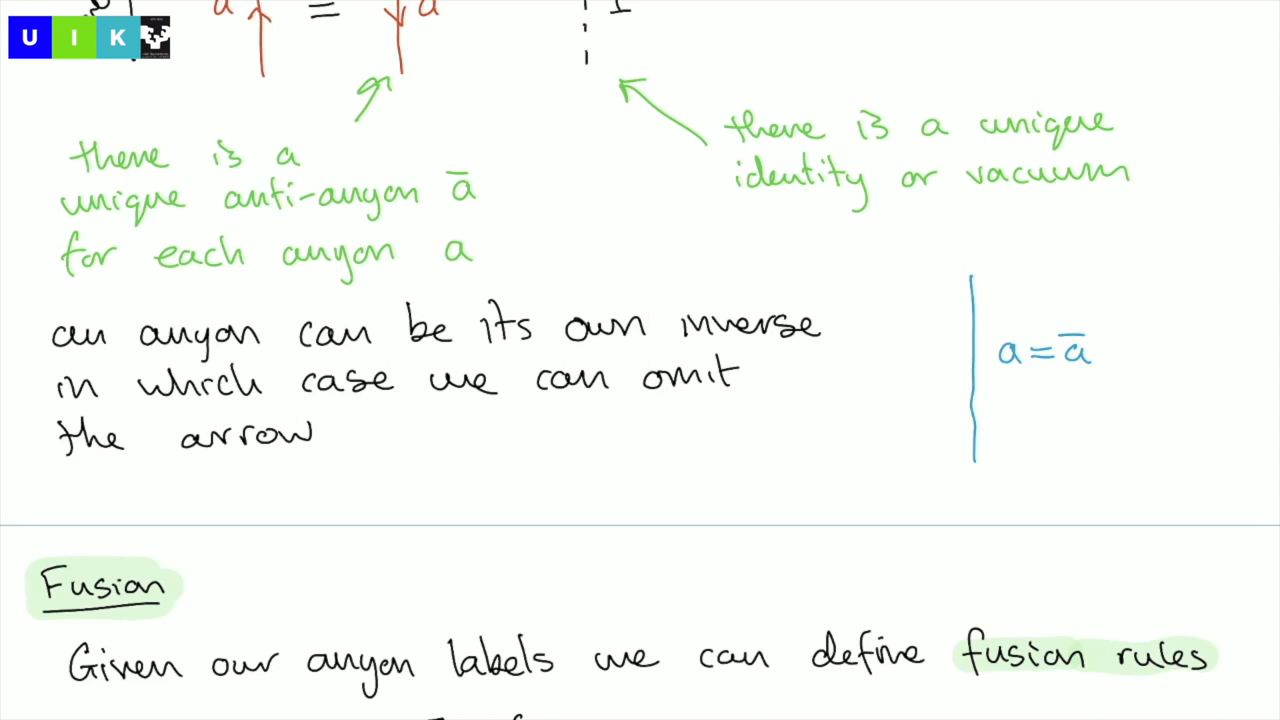 U I K
a = a I
there is a
unique anti-anyon ā
for each anyon a
there is a unique
identity or vacuum
an anyon can be its own inverse
in which case we can omit
the arrow
a = ā
Fusion
Given our anyon labels we can define fusion rules